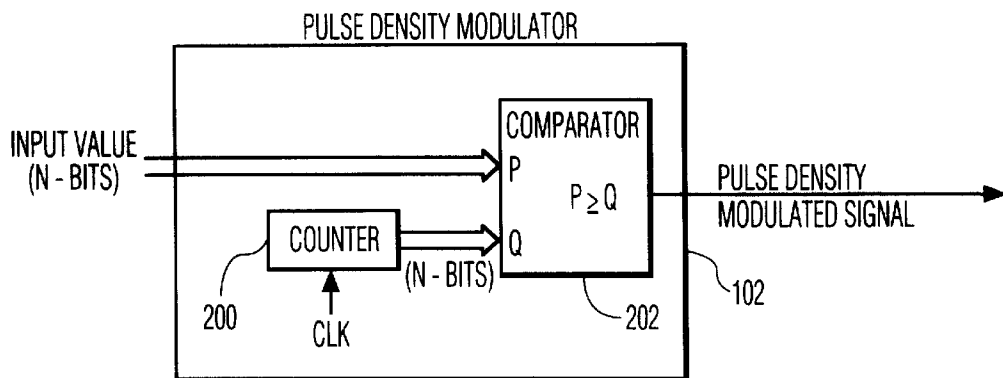 PULSE DENSITY MODULATOR
INPUT VALUE
(N - BITS)
COMPARATOR
P
P ≥ Q
PULSE DENSITY
MODULATED SIGNAL
COUNTER
Q
(N - BITS)
200
CLK
202
102